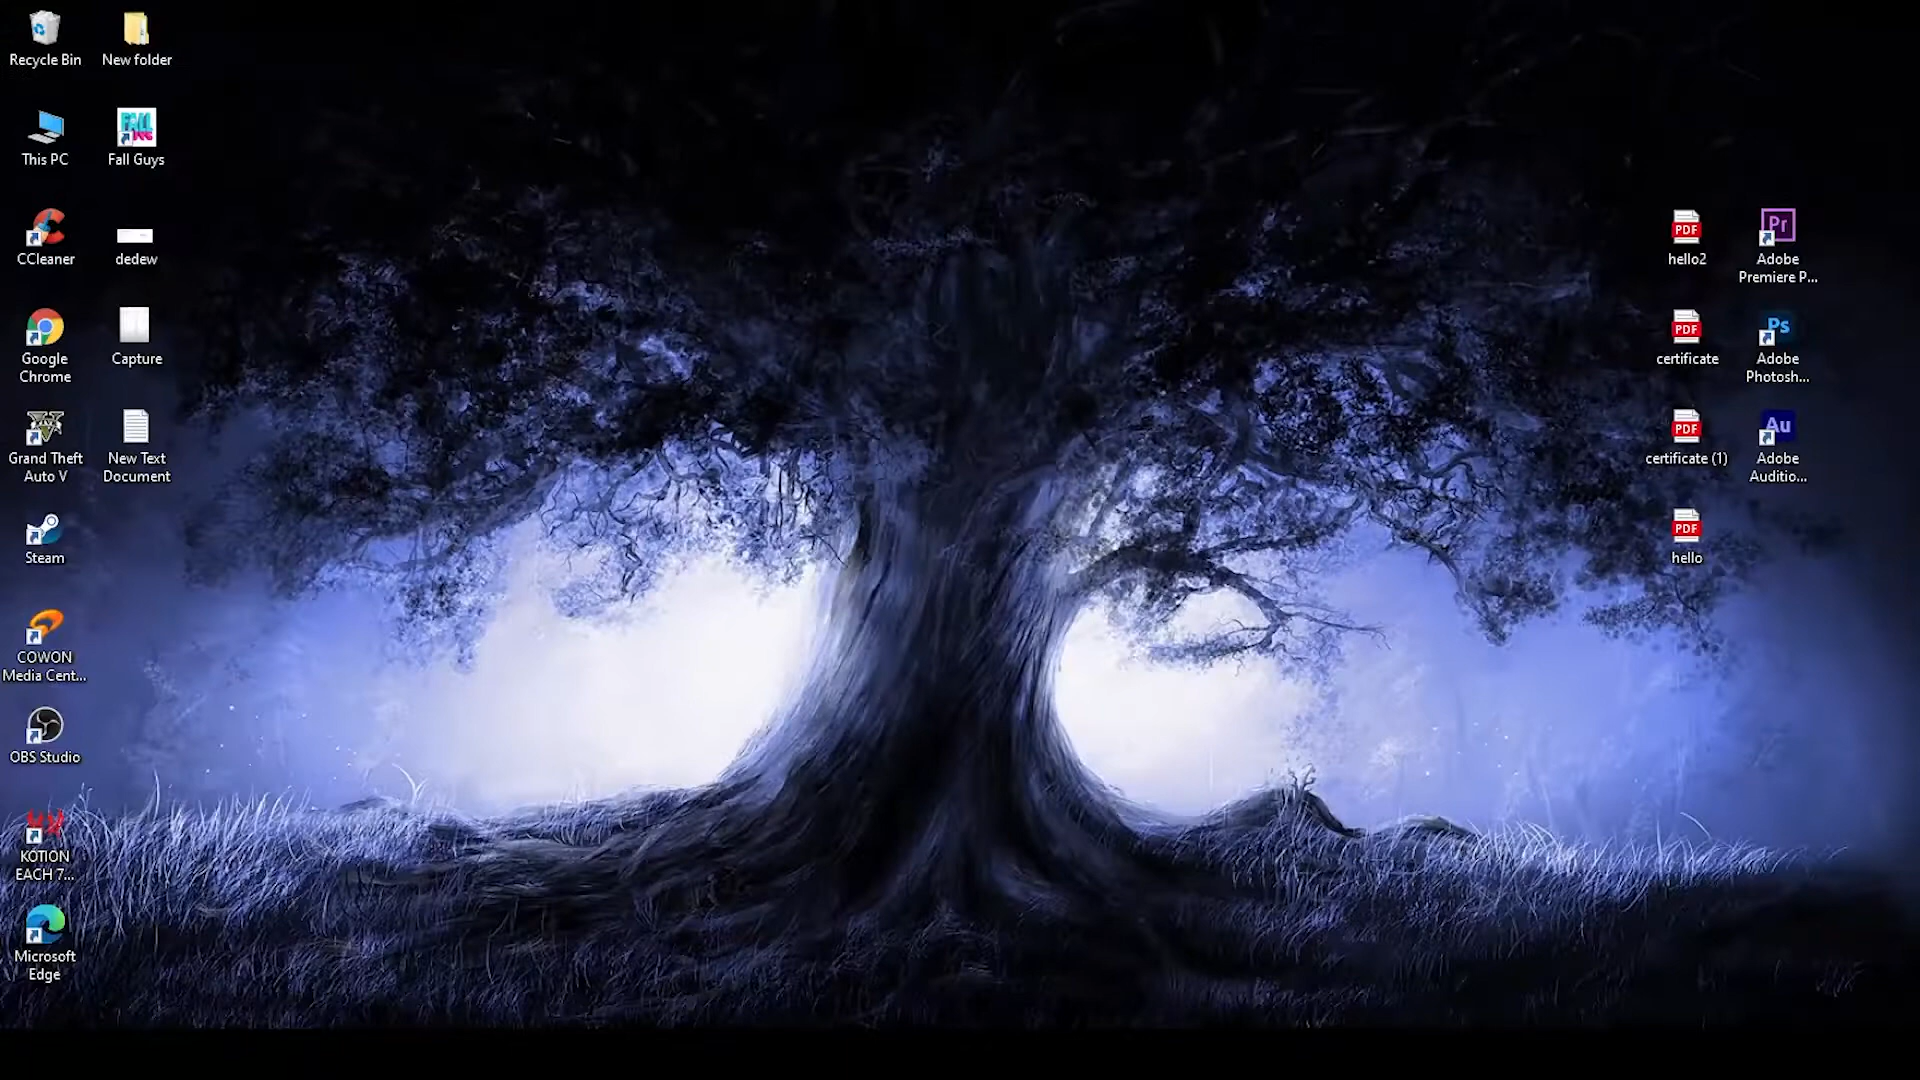 Recycle Bin
New folder
This PC
FALL
Fall Guys
CCleaner
dedew
Google
Chrome
Capture
Grand Theft
Auto V
New Text
Document
Steam
COWON
Media Cent...
OBS Studio
KOTION
EACH 7...
Microsoft
Edge
PDF
hello2
Pr
Adobe
Premiere P...
PDF
certificate
Ps
Adobe
Photosh...
PDF
certificate (1)
Au
Adobe
Auditio...
PDF
hello